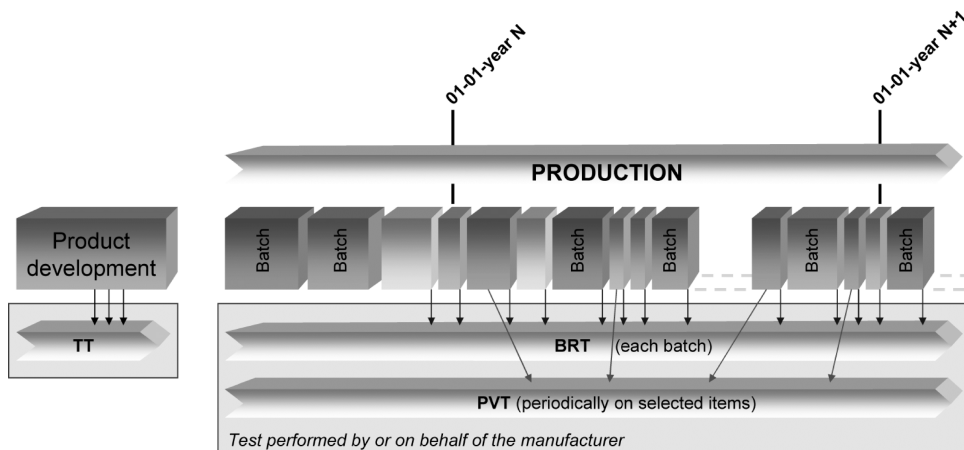 01-01-year N
01-01-year N+1
PRODUCTION
Product
development
Batch
Batch
Batch
Batch
Batch
Batch
TT
BRT (each batch)
PVT (periodically on selected items)
Test performed by or on behalf of the manufacturer